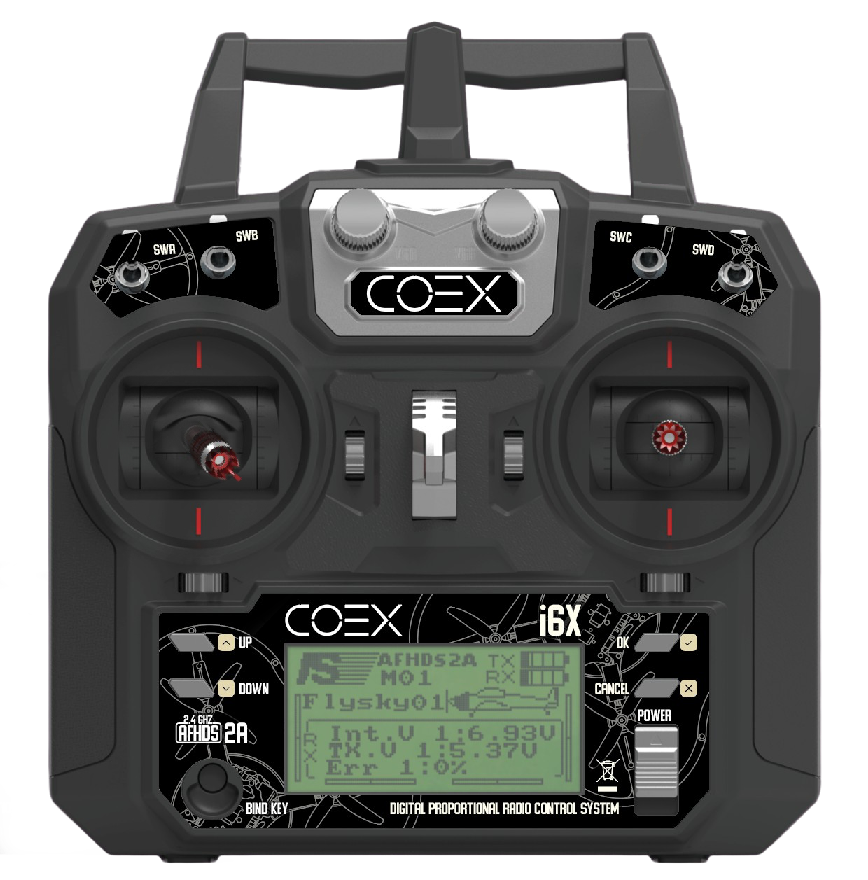 SWA
SWB
SWC
SWD
COEX
COEX
i6X
UP
DOWN
OK
CANCEL
POWER
AFHDS2A
M01
TX
RX
Flysky01
RX
Int.V 1:6.93V
TX.V 1:5.37V
Err 1:0%
2.4 GHZ
AFHDS 2A
BIND KEY
DIGITAL PROPORTIONAL RADIO CONTROL SYSTEM